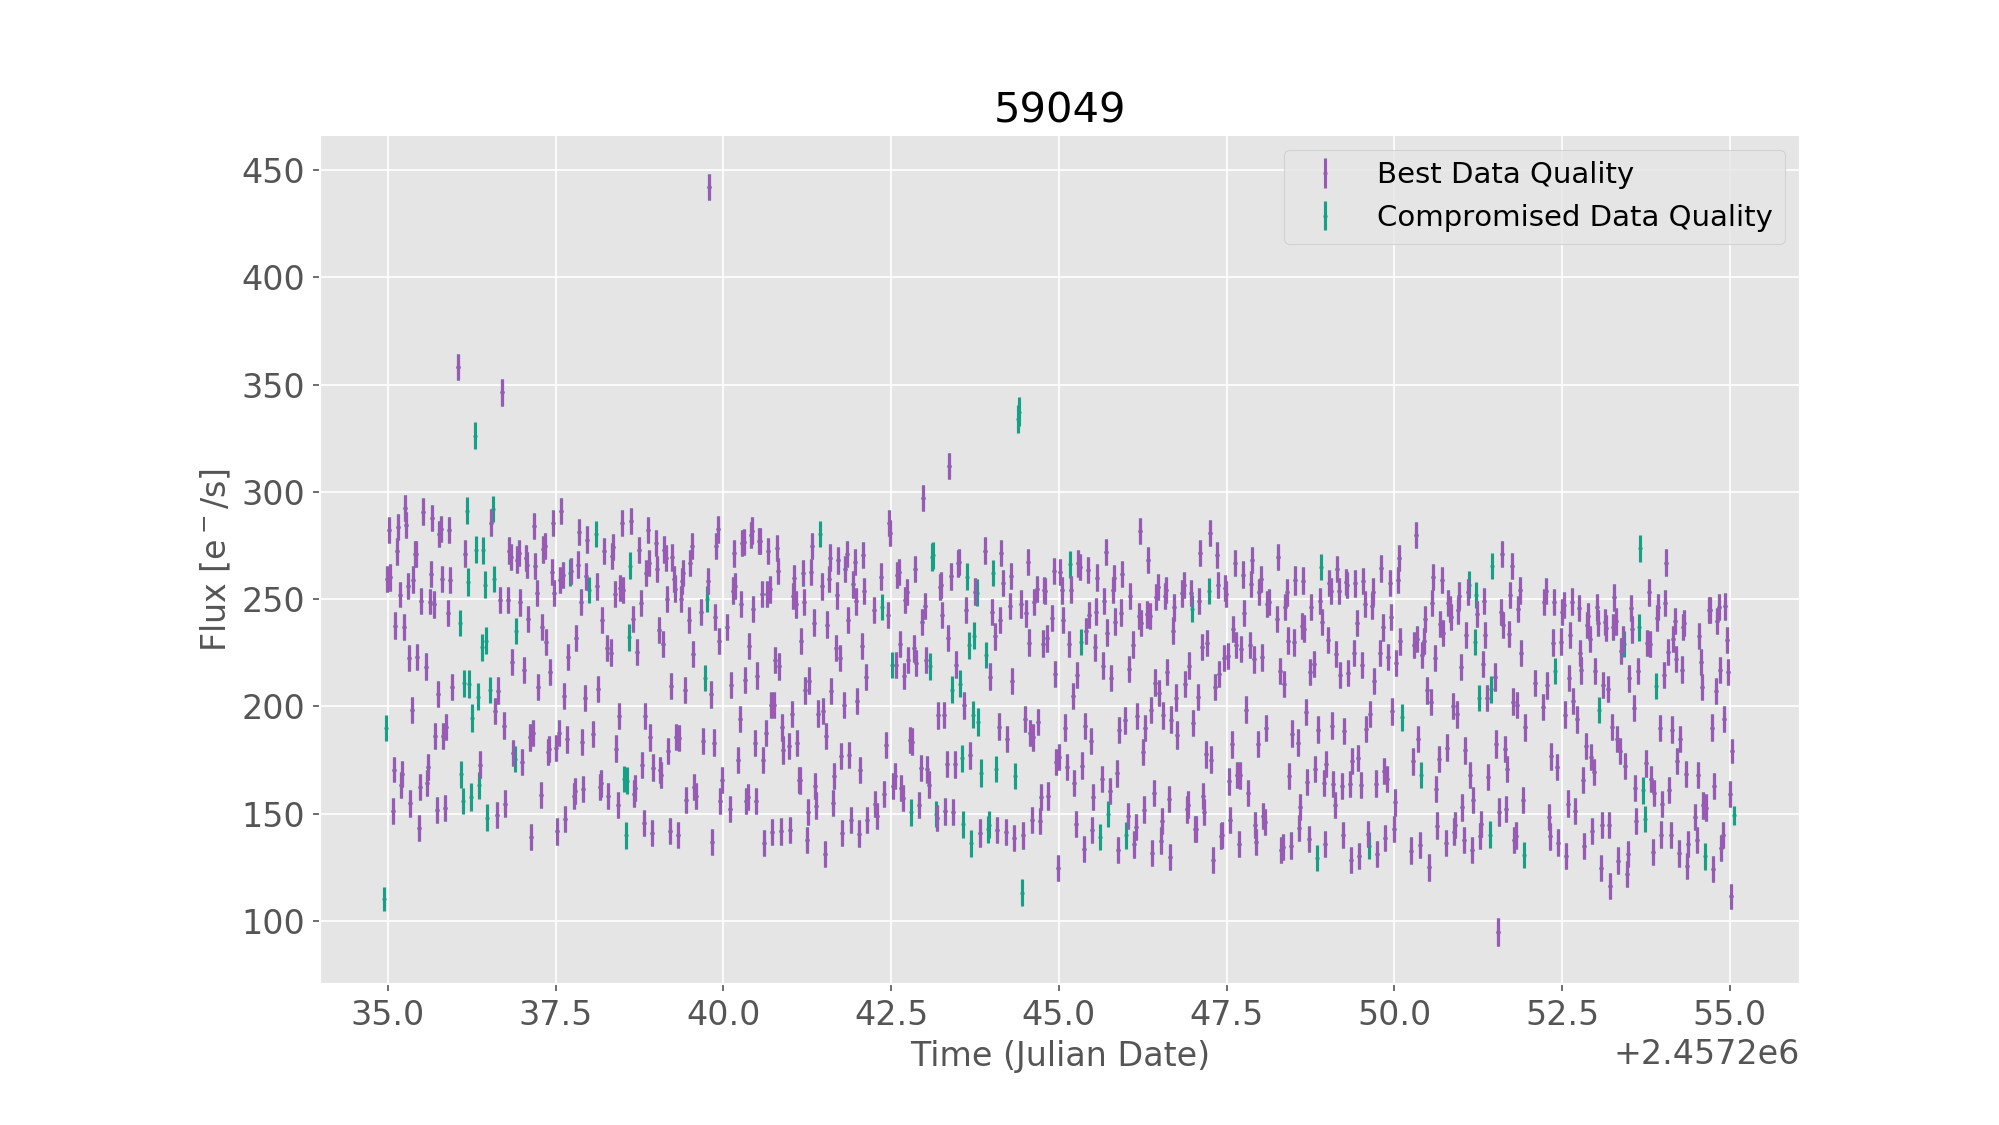 59049
Best Data Quality
Compromised Data Quality
Flux [e⁻/s]
450
400
350
300
250
200
150
100
35.0 37.5 40.0 42.5 45.0 47.5 50.0 52.5 55.0
Time (Julian Date)
+2.4572e6